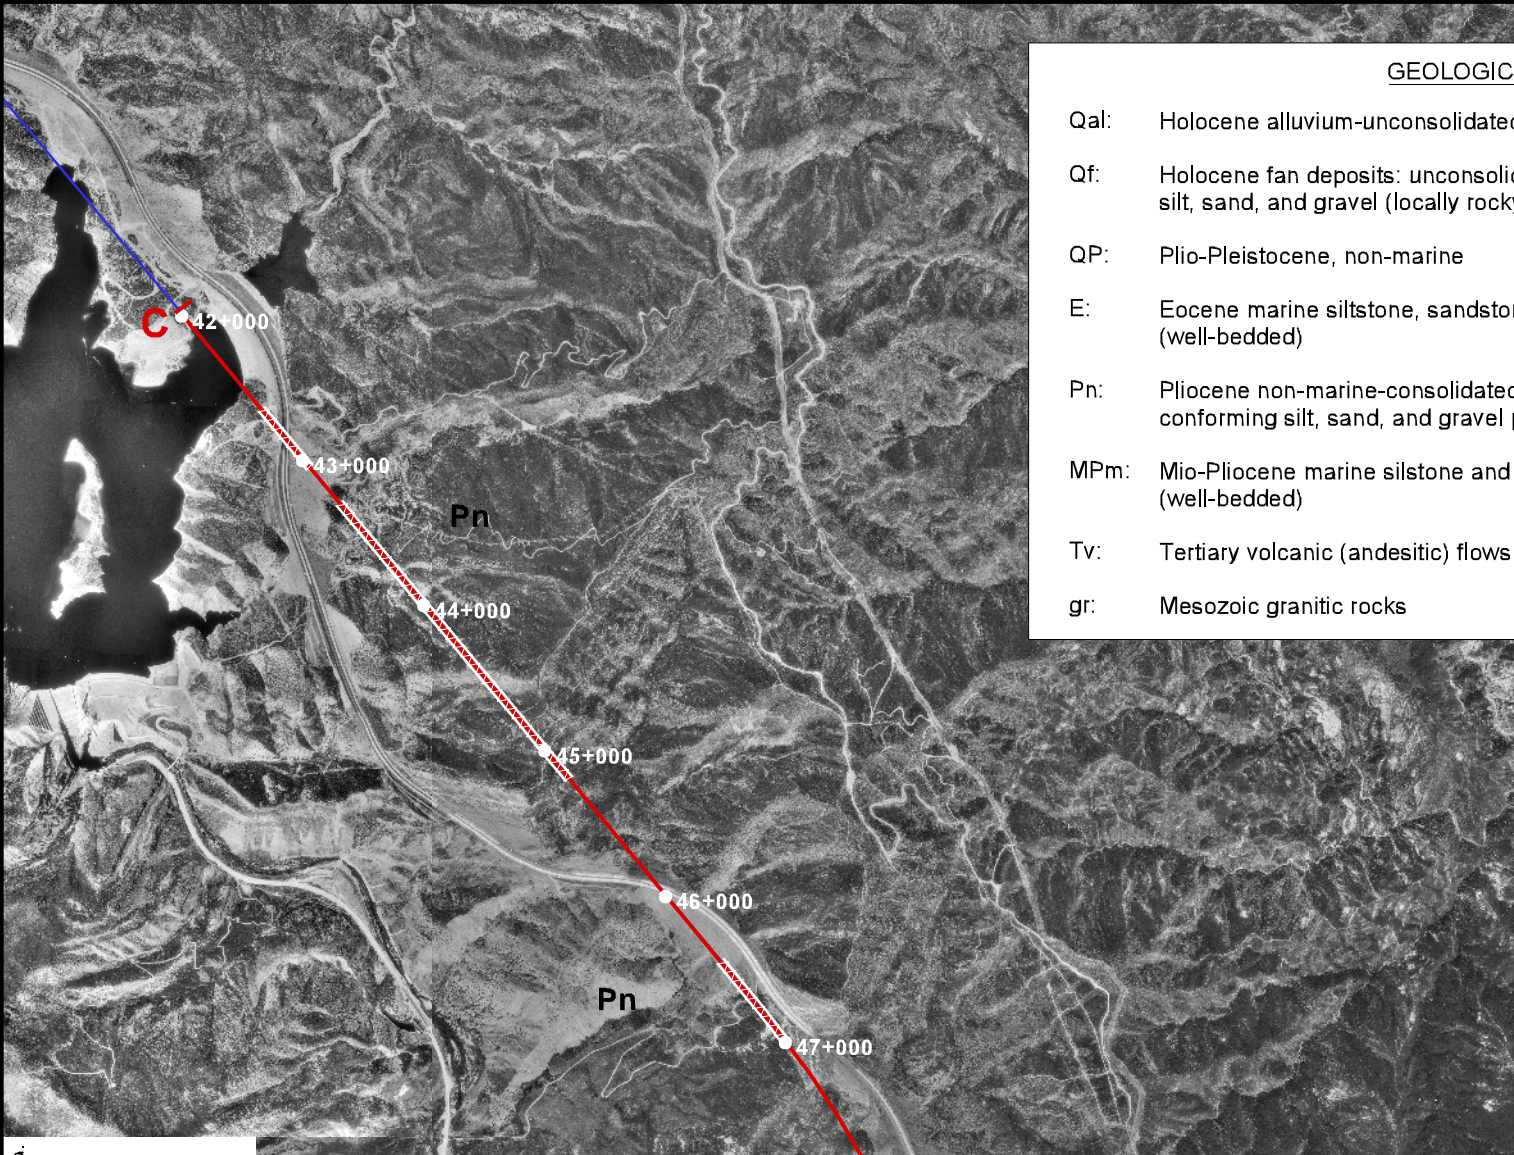 GEOLOGIC
Qal: Holocene alluvium-unconsolidated
Qf: Holocene fan deposits: unconsolid
silt, sand, and gravel (locally rocky
QP: Plio-Pleistocene, non-marine
E: Eocene marine siltstone, sandsto
(well-bedded)
Pn: Pliocene non-marine-consolidated
conforming silt, sand, and gravel
MPm: Mio-Pliocene marine silstone and
(well-bedded)
Tv: Tertiary volcanic (andesitic) flows
gr: Mesozoic granitic rocks
C
42+000
43+000
Pn
44+000
45+000
46+000
Pn
47+000